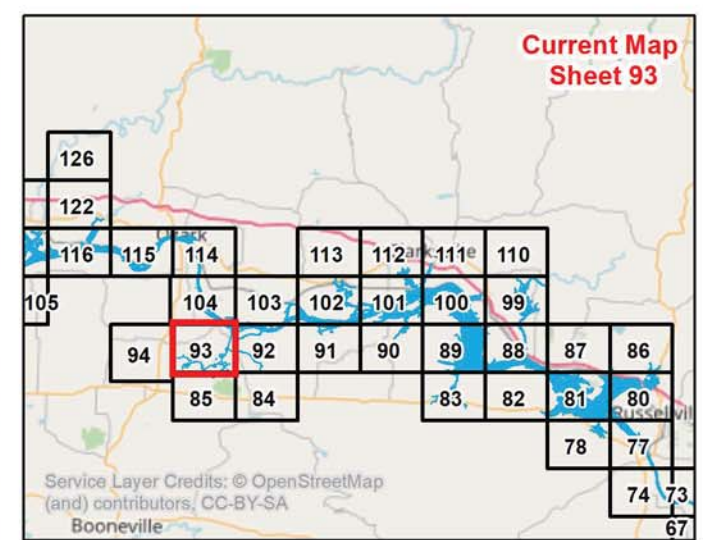 Current Map
Sheet 93
126
122
Ozark
116 115 114 113 112 111 110
105 104 103 102 101 100 99
94 93 92 91 90 89 88 87 86
85 84 83 82 81 80
78 77
74 73
67
Service Layer Credits: © OpenStreetMap
(and) contributors, CC-BY-SA
Booneville